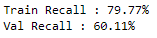 Train Recall : 79.77%
Val Recall : 60.11%